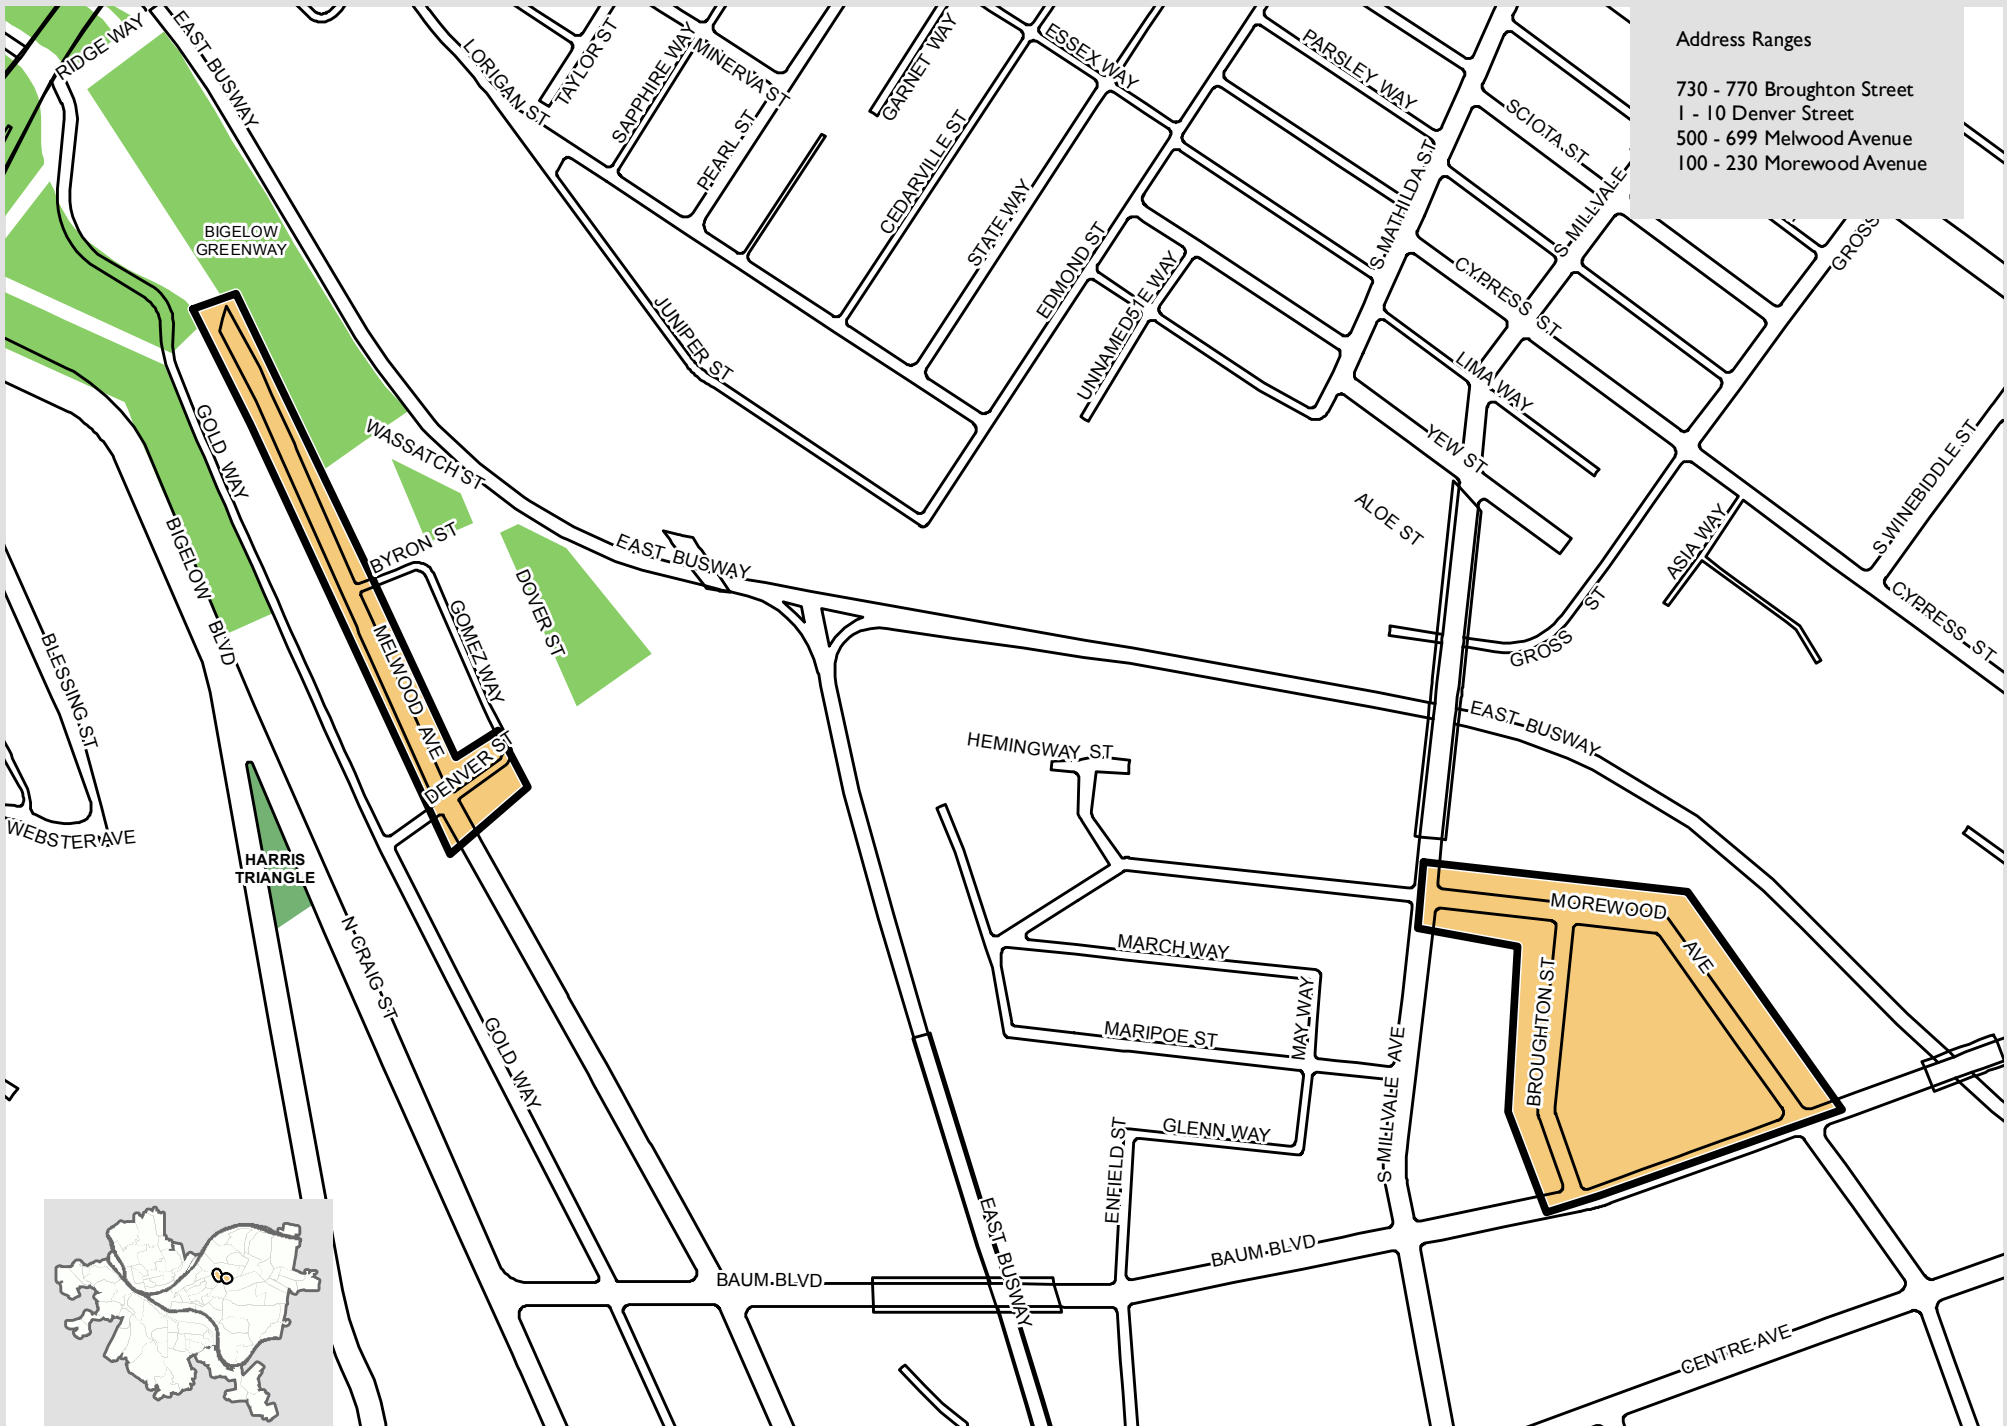 Address Ranges
730 - 770 Broughton Street
1 - 10 Denver Street
500 - 699 Melwood Avenue
100 - 230 Morewood Avenue
RIDGE WAY
EAST BUSWAY
LORIGAN ST
TAYLOR ST
SAPPHIRE WAY
MINERVA ST
PEARL ST
GARNET WAY
CEDARVILLE ST
ESSEX WAY
STATE WAY
EDMOND ST
UNNAMED51E WAY
PARSLEY WAY
S MATHILDA ST
SCIOTA ST
S MILLVALE
GROSS
CYPRESS ST
LIMA WAY
YEW ST
ALOE ST
ASIA WAY
S WINEBIDDLE ST
CYPRESS ST
GROSS ST
BIGELOW
GREENWAY
JUNIPER ST
GOLD WAY
WASSATCH ST
BYRON ST
EAST BUSWAY
DOVER ST
GOMEZ WAY
BIGELOW BLVD
MELWOOD AVE
DENVER ST
BLESSING ST
WEBSTER AVE
HARRIS
TRIANGLE
N CRAIG ST
GOLD WAY
HEMINGWAY ST
EAST BUSWAY
MOREWOOD AVE
BROUGHTON ST
MARCH WAY
MAY WAY
MARIPOE ST
S MILLVALE AVE
GLENN WAY
ENFIELD ST
EAST BUSWAY
BAUM BLVD
BAUM BLVD
CENTRE AVE